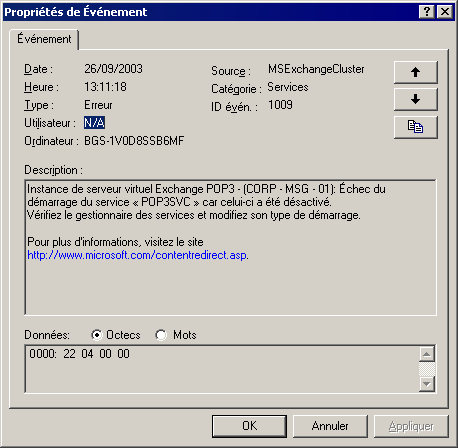 Propriétés de Événement
Événement
Date : 26/09/2003 Source : MSExchangeCluster
Heure : 13:11:18 Catégorie : Services
Type : Erreur ID évén. : 1009
Utilisateur : N/A
Ordinateur : BGS-1V0D8SSB6MF
Description :
Instance de serveur virtuel Exchange POP3 - (CORP - MSG - 01): Échec du
démarrage du service « POP3SVC » car celui-ci a été désactivé.
Vérifiez le gestionnaire des services et modifiez son type de démarrage.
Pour plus d'informations, visitez le site
http://www.microsoft.com/contentredirect.asp.
Données: Octecs Mots
0000: 22 04 00 00
OK Annuler Appliquer